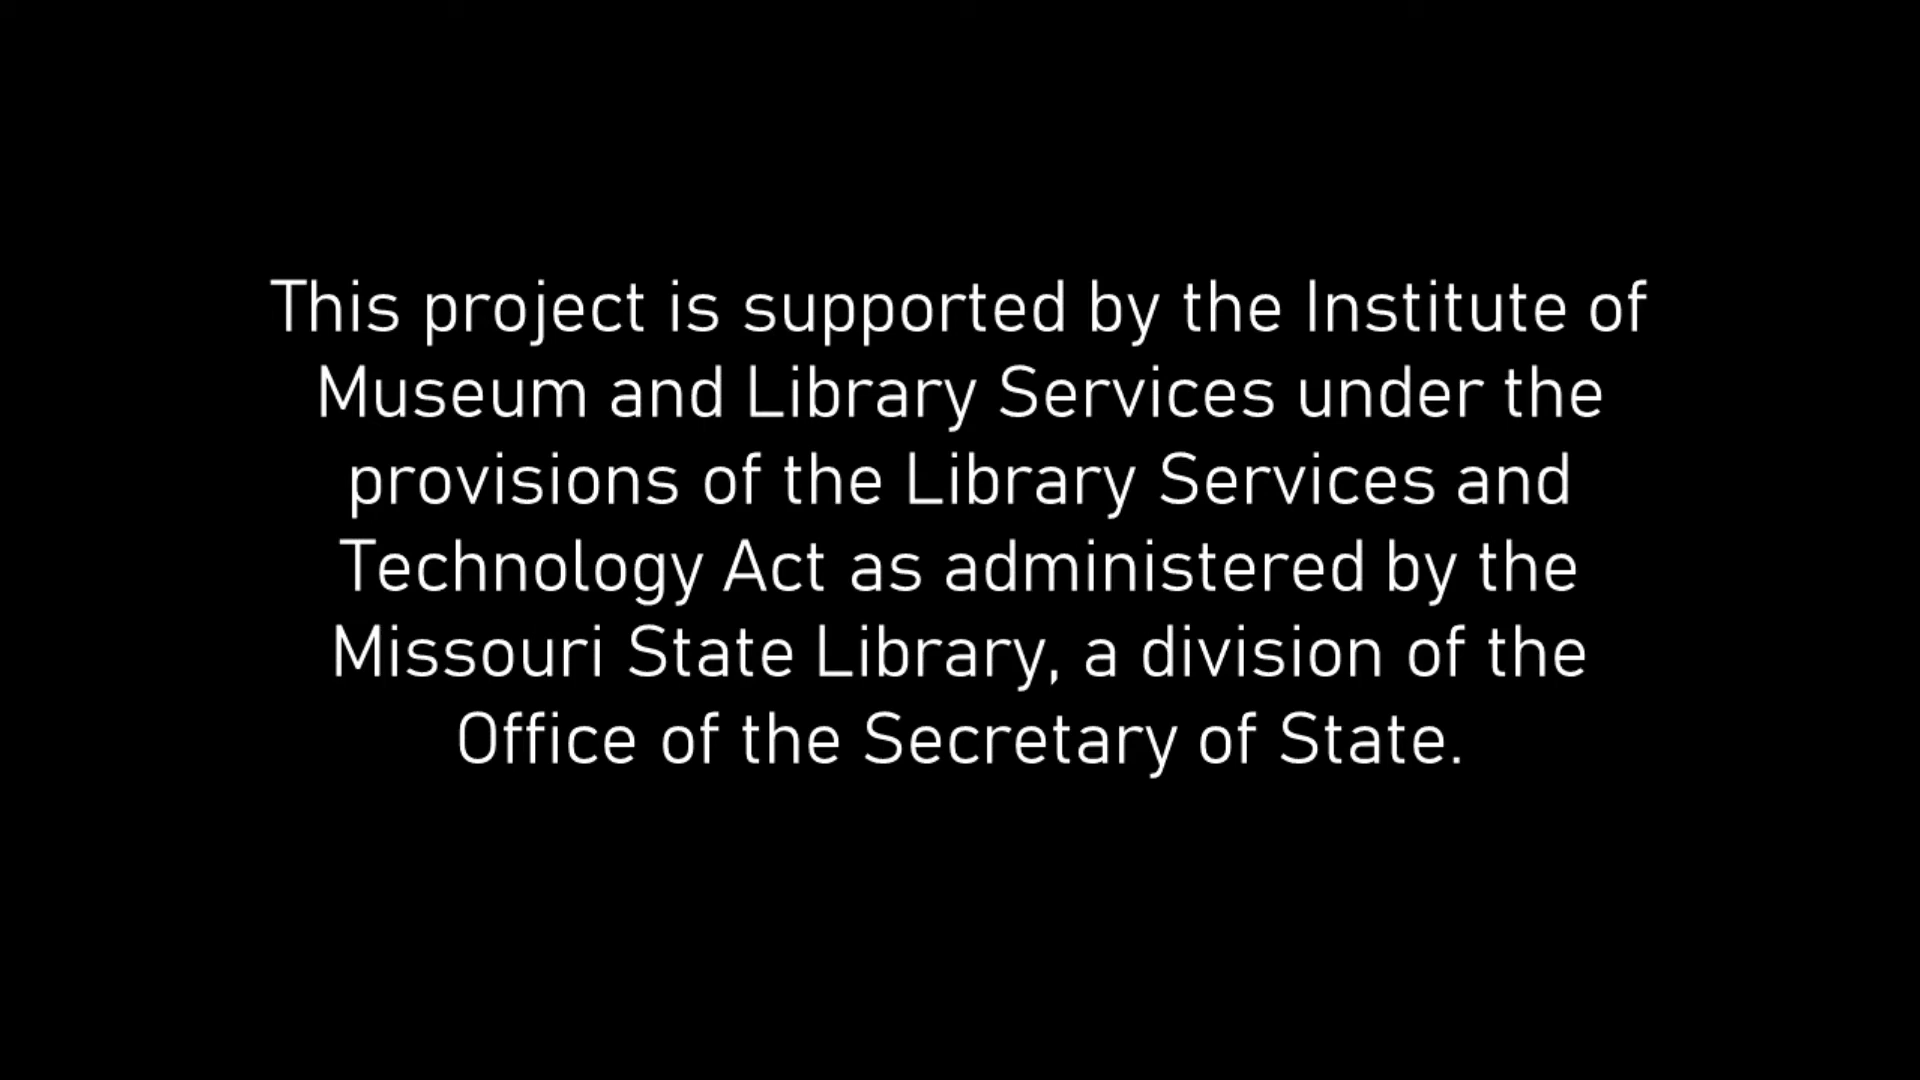 This project is supported by the Institute of
Museum and Library Services under the
provisions of the Library Services and
Technology Act as administered by the
Missouri State Library, a division of the
Office of the Secretary of State.